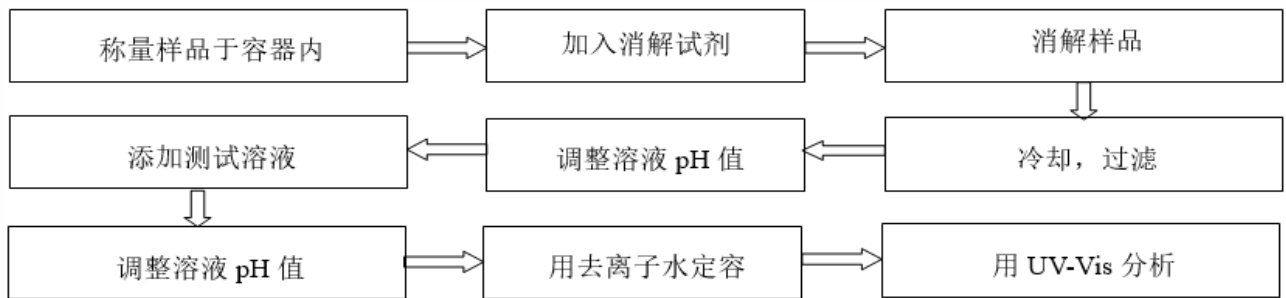 称量样品于容器内
加入消解试剂
消解样品
冷却，过滤
调整溶液 pH 值
添加测试溶液
调整溶液 pH 值
用去离子水定容
用 UV-Vis 分析